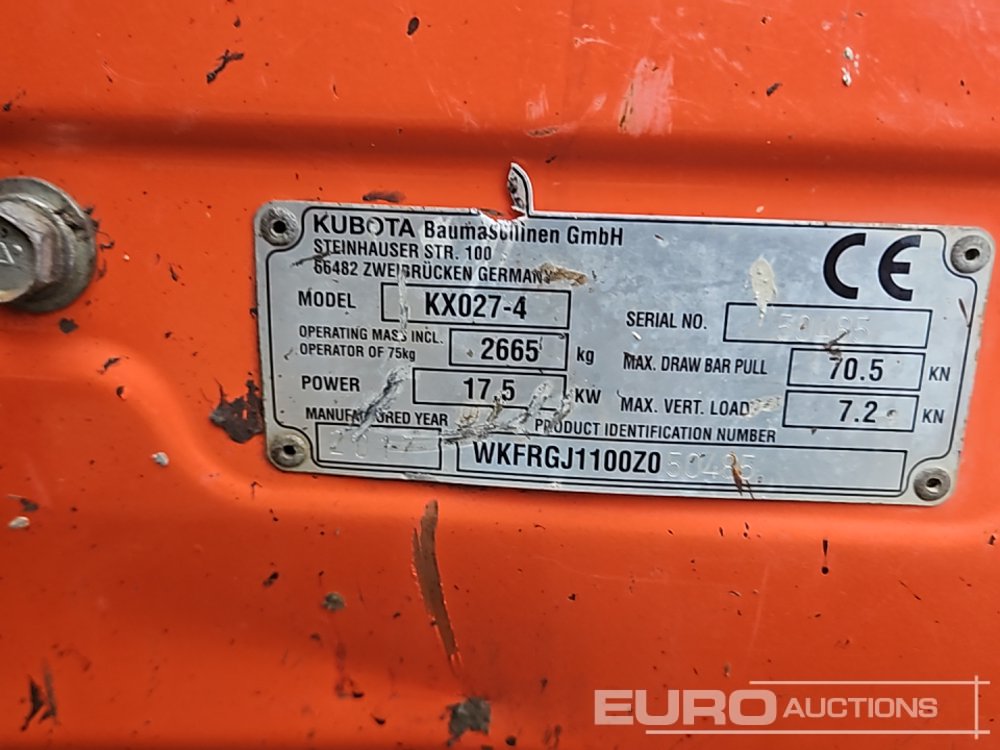 KUBOTA Baumaschinen GmbH
STEINHAUSER STR. 100
66482 ZWEIBRÜCKEN GERMANY
CE
MODEL KX027-4
SERIAL NO. 50485
OPERATING MASS INCL.
OPERATOR OF 75kg 2665 kg
MAX. DRAW BAR PULL 70.5 KN
POWER 17.5 KW
MAX. VERT. LOAD 7.2 KN
MANUFACTURED YEAR
PRODUCT IDENTIFICATION NUMBER
WKFRGJ1100Z050485
EURO AUCTIONS